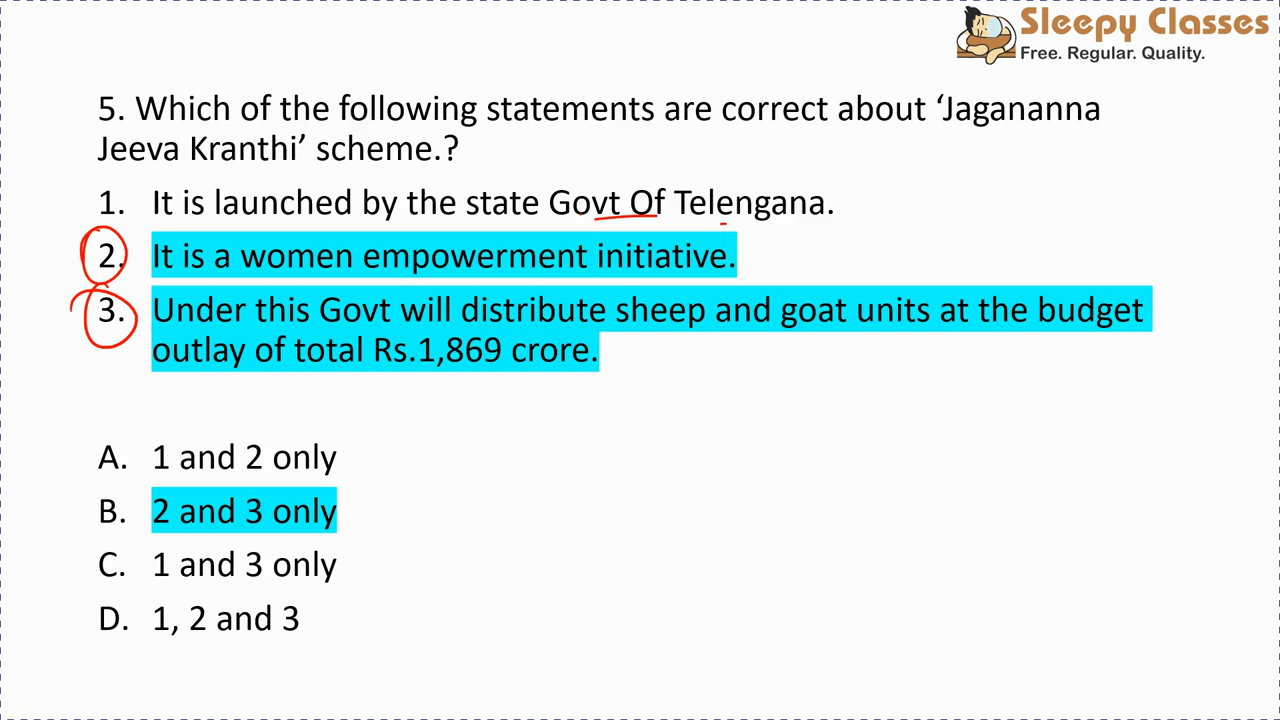 Sleepy Classes
Free. Regular. Quality.
5. Which of the following statements are correct about ‘Jagananna
Jeeva Kranthi’ scheme.?
1. It is launched by the state Govt Of Telengana.
2. It is a women empowerment initiative.
3. Under this Govt will distribute sheep and goat units at the budget
outlay of total Rs.1,869 crore.
A. 1 and 2 only
B. 2 and 3 only
C. 1 and 3 only
D. 1, 2 and 3